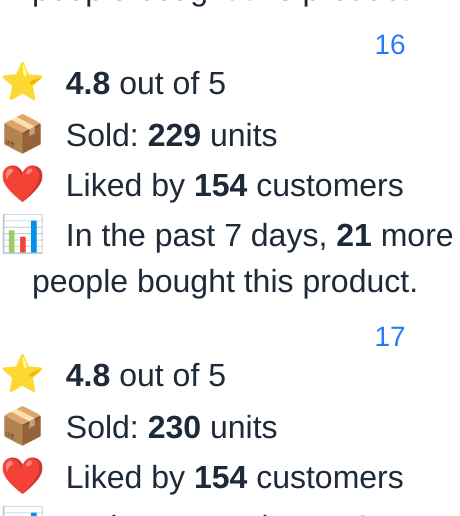 16
⭐ 4.8 out of 5
📦 Sold: 229 units
❤️ Liked by 154 customers
📊 In the past 7 days, 21 more
people bought this product.
17
⭐ 4.8 out of 5
📦 Sold: 230 units
❤️ Liked by 154 customers